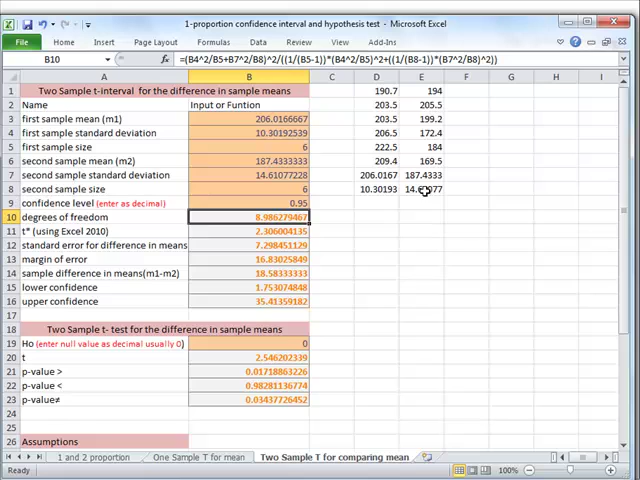 1-proportion confidence interval and hypothesis test - Microsoft Excel
File Home Insert Page Layout Formulas Data Review View Add-Ins
B10 fx =(B4^2/B5+B7^2/B8)^2/((1/(B5-1))*(B4^2/B5)^2+((1/(B8-1))*(B7^2/B8)^2))
A B C D E F G H I
1 Two Sample t-interval for the difference in sample means 190.7 194
2 Name Input or Funtion 203.5 205.5
3 first sample mean (m1) 206.0166667 203.5 199.2
4 first sample standard deviation 10.30192539 206.5 172.4
5 first sample size 6 222.5 184
6 second sample mean (m2) 187.4333333 209.4 169.5
7 second sample standard deviation 14.61077228 206.0167 187.4333
8 second sample size 6 10.30193
9 confidence level (enter as decimal) 0.95
10 degrees of freedom 8.986279467
11 t* (using Excel 2010) 2.306004135
12 standard error for difference in means 7.298451129
13 margin of error 16.83025849
14 sample difference in means(m1-m2) 18.58333333
15 lower confidence 1.753074848
16 upper confidence 35.41359182
17
18 Two Sample t- test for the difference in sample means
19 Ho (enter null value as decimal usually 0) 0
20 t 2.546202339
21 p-value > 0.01718863226
22 p-value < 0.98281136774
23 p-value≠ 0.03437726452
24
25
26 Assumptions
1 and 2 proportion One Sample T for mean Two Sample T for comparing mean
Ready 100%